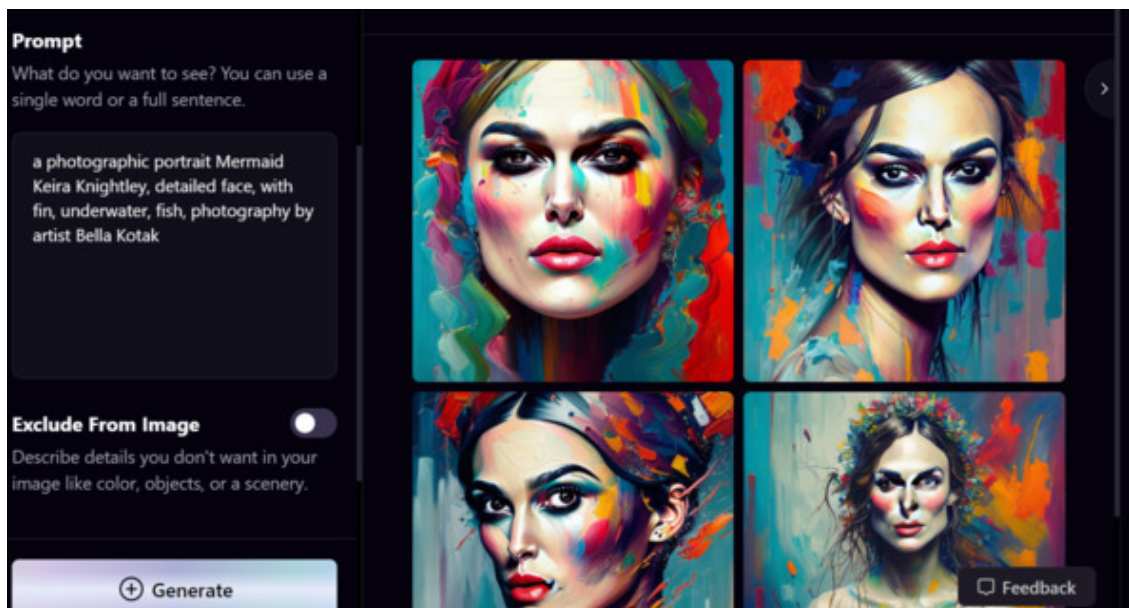 Prompt
What do you want to see? You can use a
single word or a full sentence.
a photographic portrait Mermaid
Keira Knightley, detailed face, with
fin, underwater, fish, photography by
artist Bella Kotak
Exclude From Image
Describe details you don't want in your
image like color, objects, or a scenery.
Generate
Feedback